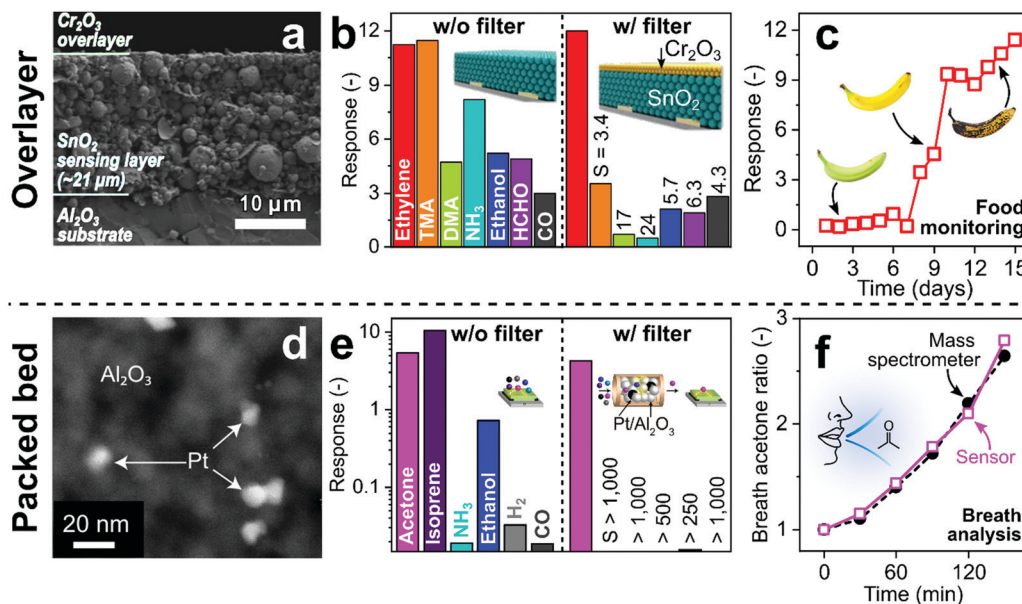 Overlayer
Cr2O3
overlayer
a
SnO2
sensing layer
(~21 µm)
Al2O3
substrate
10 µm
b
w/o filter
w/ filter
Response (-)
12
9
6
3
0
Ethylene
TMA
DMA
NH3
Ethanol
HCHO
CO
Cr2O3
SnO2
S = 3.4
17
24
5.7
6.3
4.3
c
Response (-)
12
9
6
3
0
0 3 6 9 12 15
Time (days)
Food
monitoring
Packed bed
d
Al2O3
Pt
20 nm
e
w/o filter
w/ filter
Response (-)
10
1
0.1
Acetone
Isoprene
NH3
Ethanol
H2
CO
Pt/Al2O3
S > 1,000
> 1,000
> 500
> 250
> 1,000
f
Breath acetone ratio (-)
3
2
1
0 60 120
Time (min)
Mass
spectrometer
Sensor
Breath
analysis